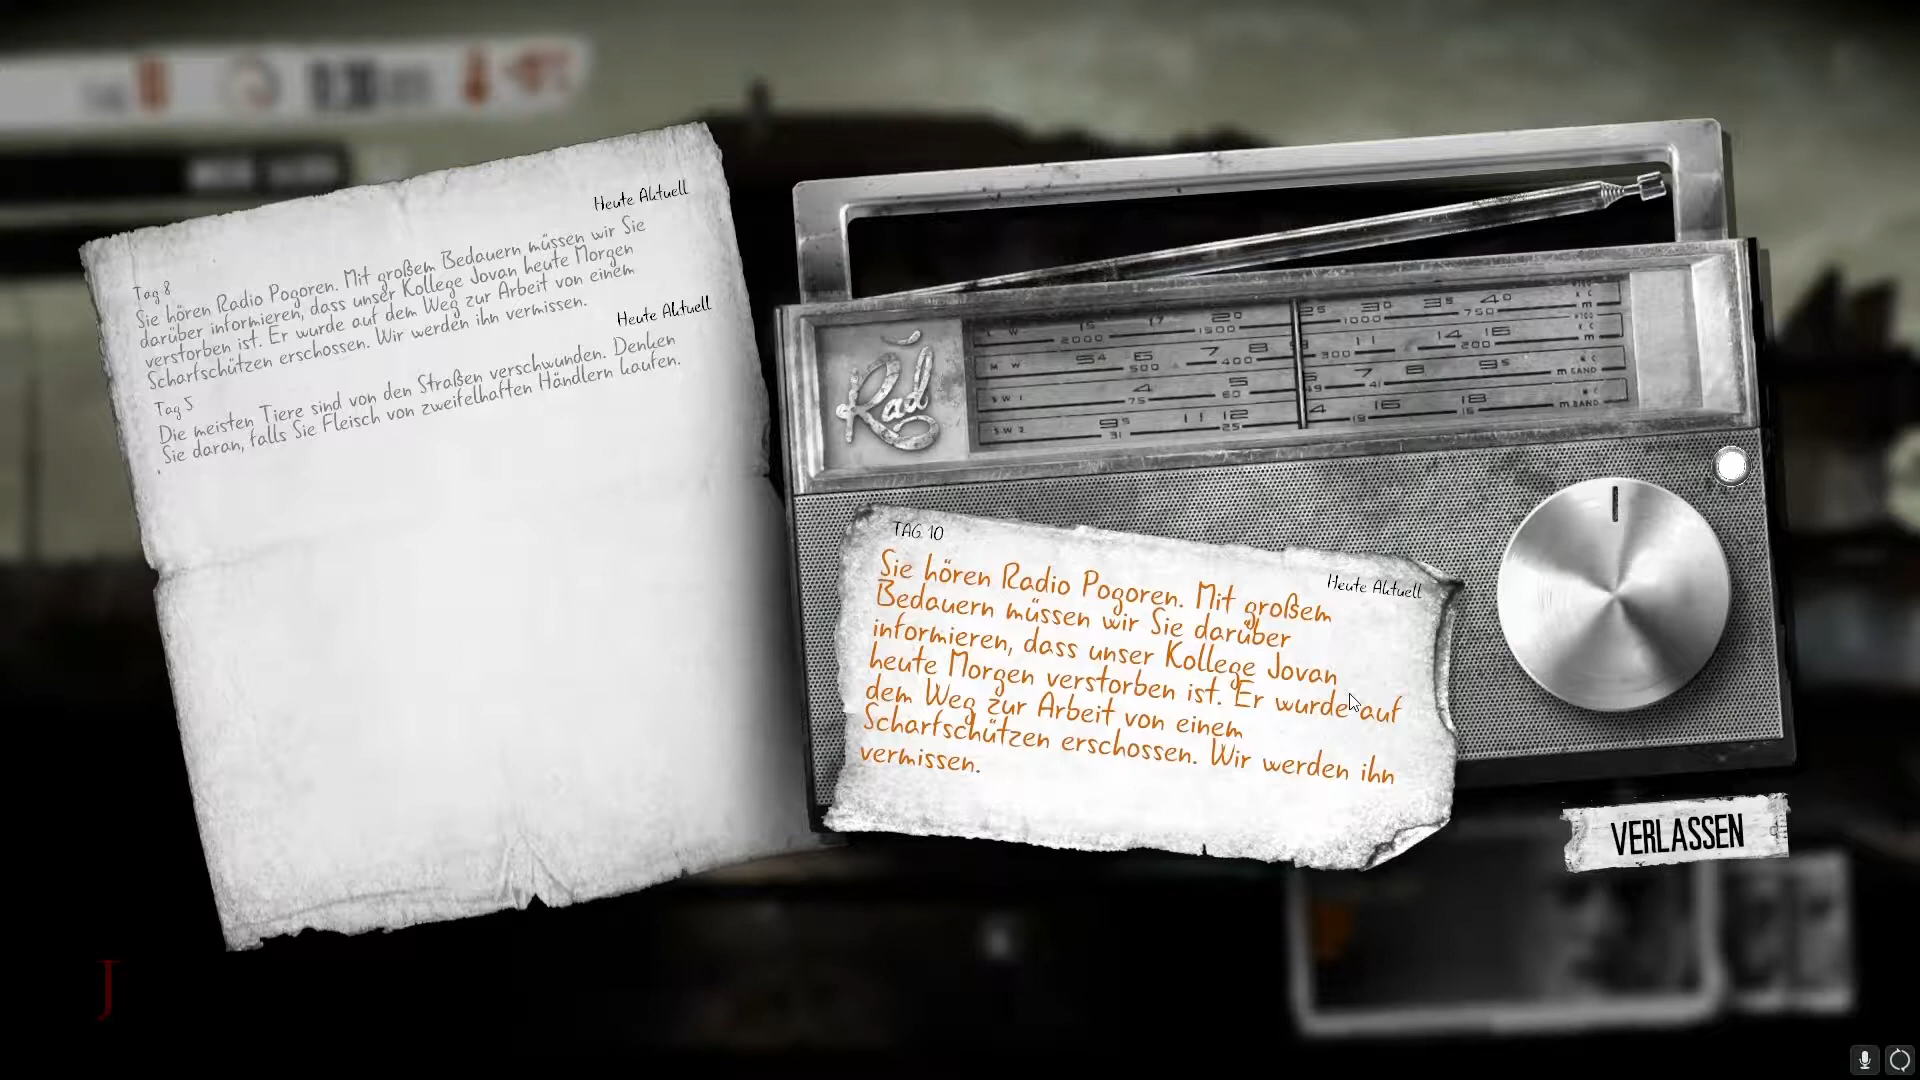 Heute Aktuell
Tag 8
Sie hören Radio Pogoren. Mit großem Bedauern müssen wir Sie
darüber informieren, dass unser Kollege Jovan heute Morgen
verstorben ist. Er wurde auf dem Weg zur Arbeit von einem
Scharfschützen erschossen. Wir werden ihn vermissen.
Heute Aktuell
Tag 5
Die meisten Tiere sind von den Straßen verschwunden. Denken
Sie daran, falls Sie Fleisch von zweifelhaften Händlern kaufen.
Rad
TAG 10
Heute Aktuell
Sie hören Radio Pogoren. Mit großem
Bedauern müssen wir Sie darüber
informieren, dass unser Kollege Jovan
heute Morgen verstorben ist. Er wurde auf
dem Weg zur Arbeit von einem
Scharfschützen erschossen. Wir werden ihn
vermissen.
VERLASSEN
J